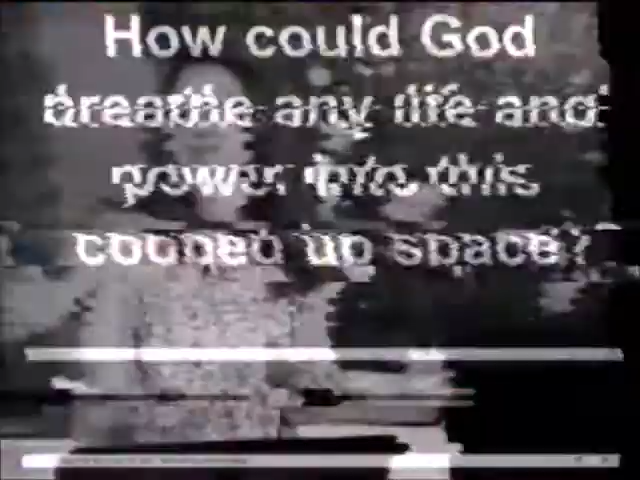 How could God
breathe any life and
power into this
cooped up space?